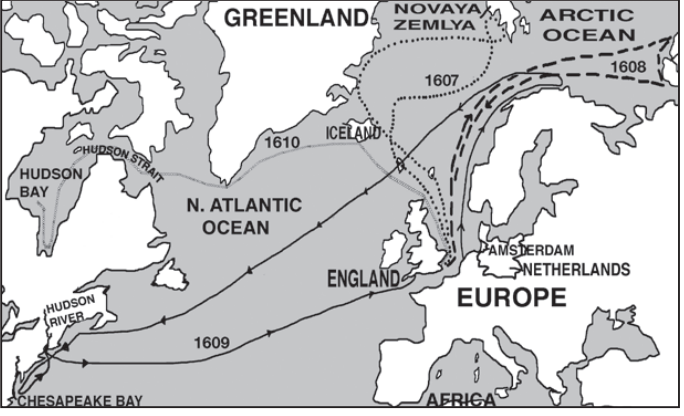 GREENLAND
NOVAYA
ZEMLYA
ARCTIC
OCEAN
1607
1608
1610
ICELAND
HUDSON STRAIT
HUDSON
BAY
N. ATLANTIC
OCEAN
AMSTERDAM
NETHERLANDS
ENGLAND
EUROPE
HUDSON
RIVER
1609
CHESAPEAKE BAY
AFRICA